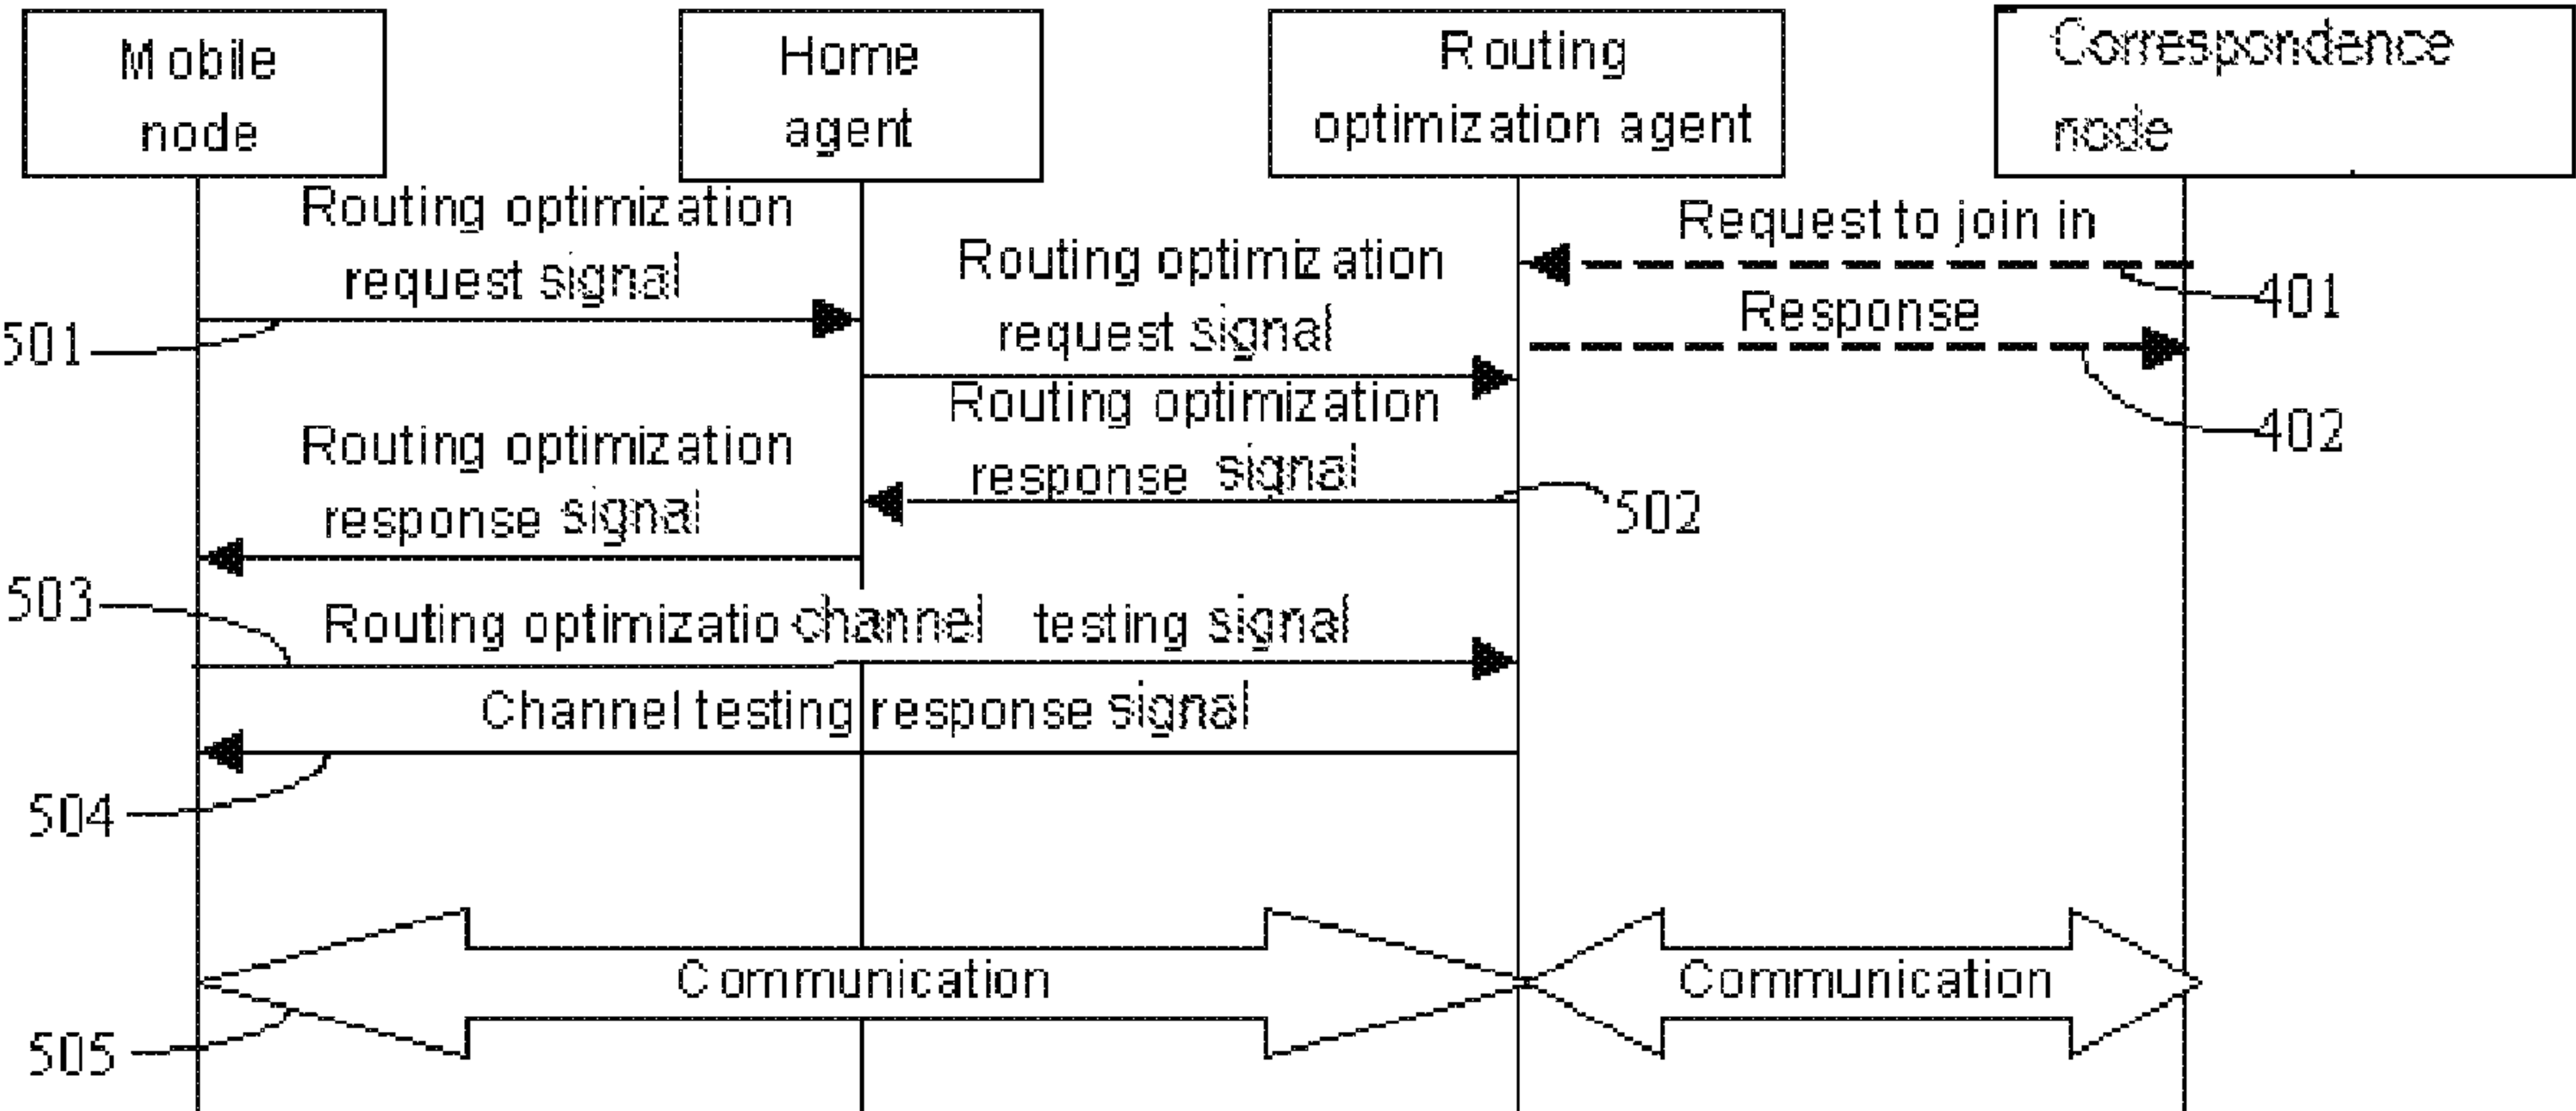 Mobile
node
Home
agent
Routing
optimization agent
Correspondence
node
Routing optimization
request signal
501
Routing optimization
request signal
Request to join in
401
Response
402
Routing optimization
response signal
502
Routing optimization
response signal
503
Routing optimizatio channel testing signal
Channel testing response signal
504
Communication
Communication
505